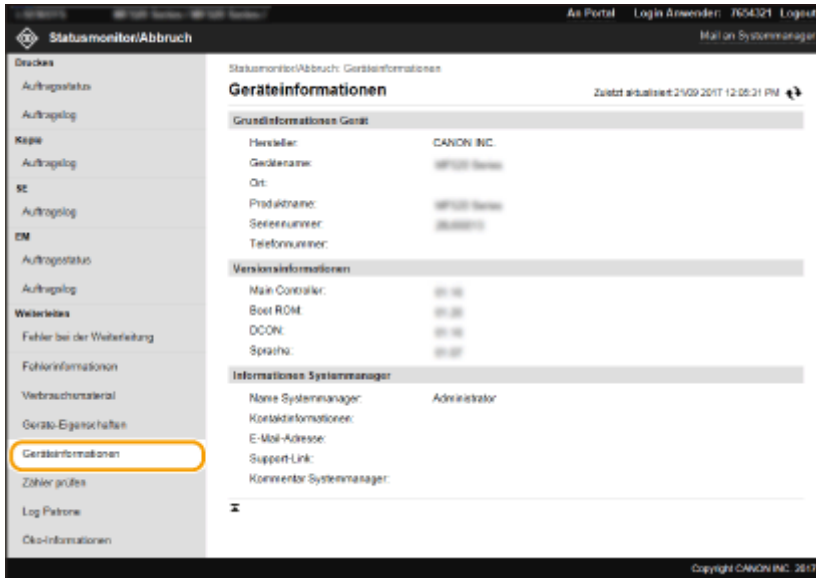 An Portal Login Anwender: 7654321 Logout
Statusmonitor/Abbruch
Mail an Systemmanager
Drucken
Auftragsstatus
Auftragslog
Kopie
Auftragslog
SE
Auftragslog
EM
Auftragsstatus
Auftragslog
Weiterleiten
Fehler bei der Weiterleitung
Fehlerinformationen
Verbrauchsmaterial
Geräte-Eigenschaften
Geräteinformationen
Zähler prüfen
Log Patrone
Öko-Informationen
Statusmonitor/Abbruch: Geräteinformationen
Geräteinformationen
Zuletzt aktualisiert: 21/09 2017 12:05:31 PM
Grundinformationen Gerät
Hersteller: CANON INC.
Gerätename:
Ort:
Produktname:
Seriennummer:
Telefonnummer:
Versionsinformationen
Main Controller:
Boot ROM:
DCON:
Sprache:
Informationen Systemmanager
Name Systemmanager: Administrator
Kontaktinformationen:
E-Mail-Adresse:
Support-Link:
Kommentar Systemmanager:
Copyright CANON INC. 2017